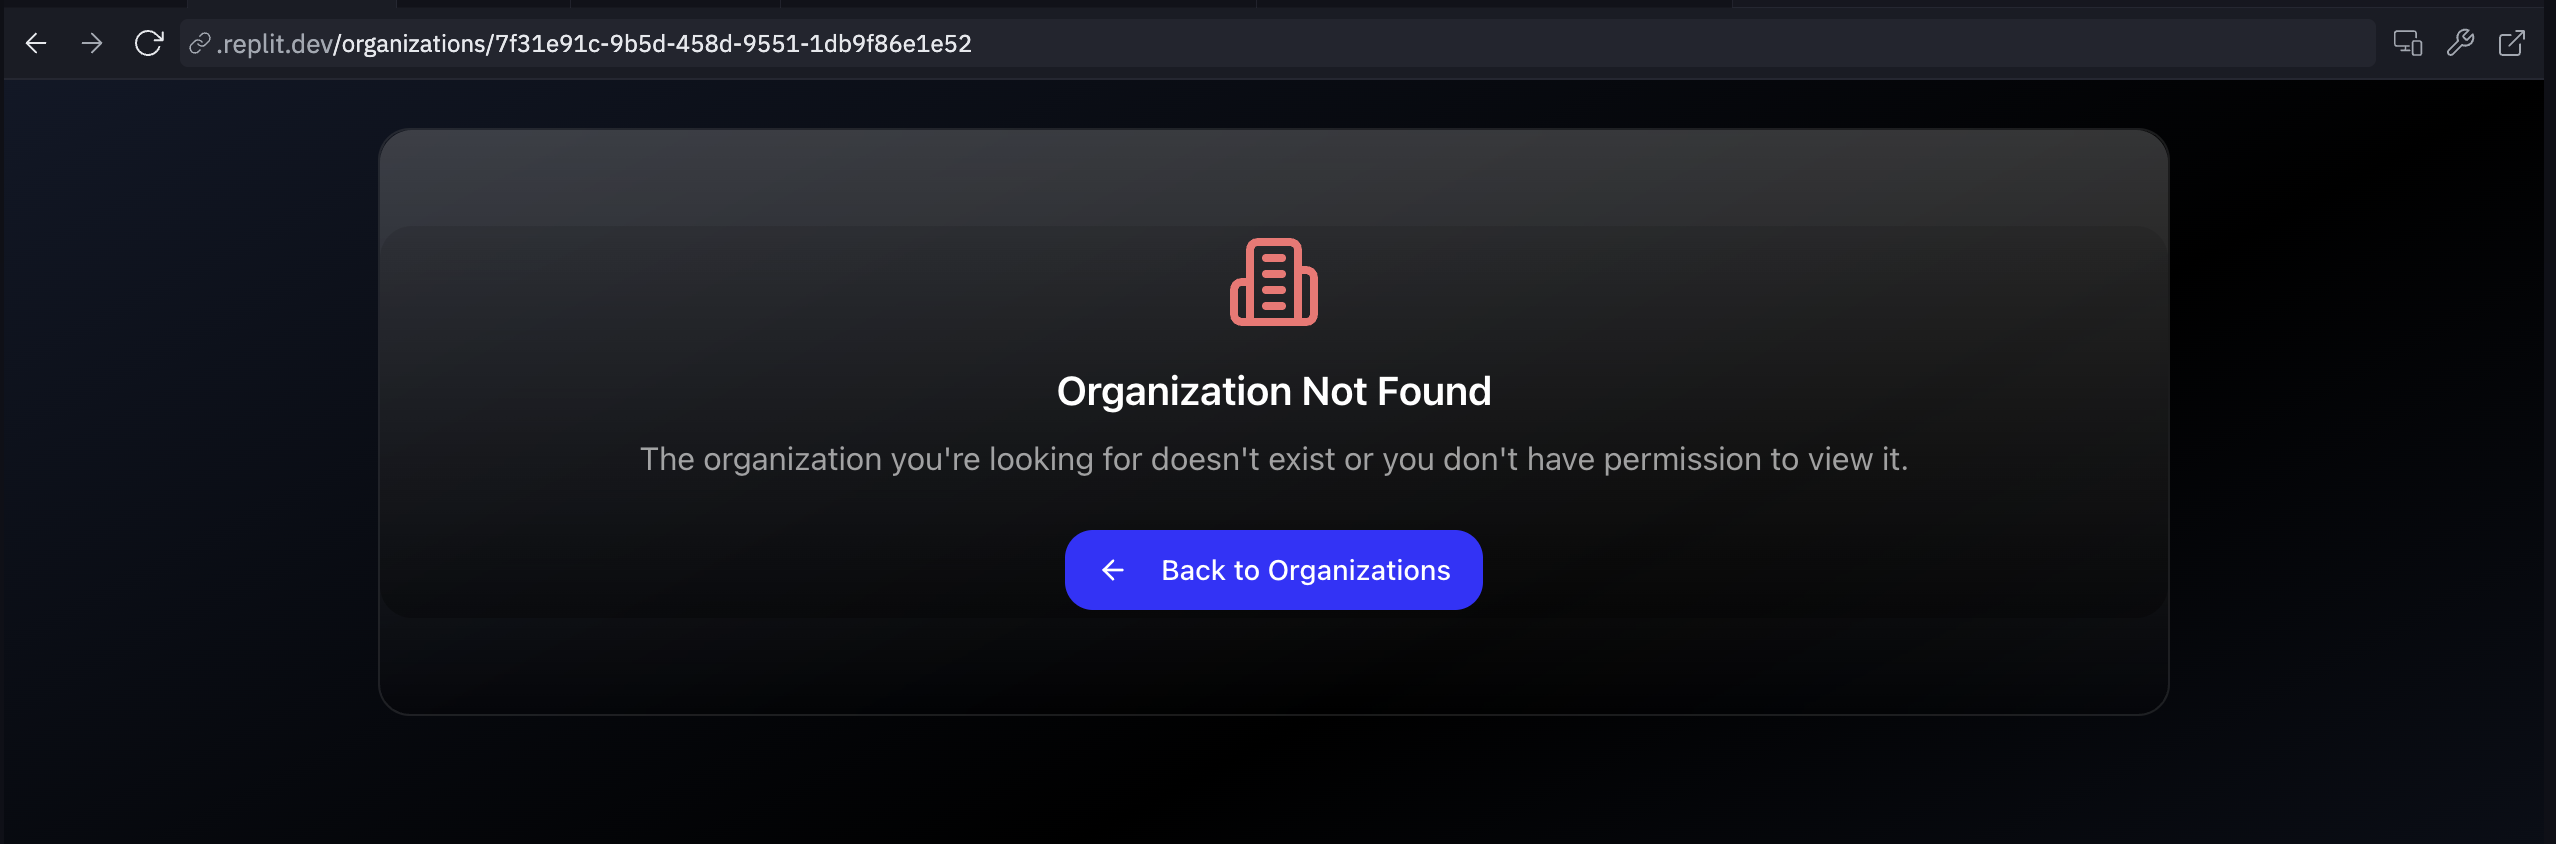 .replit.dev/organizations/7f31e91c-9b5d-458d-9551-1db9f86e1e52
Organization Not Found
The organization you're looking for doesn't exist or you don't have permission to view it.
Back to Organizations